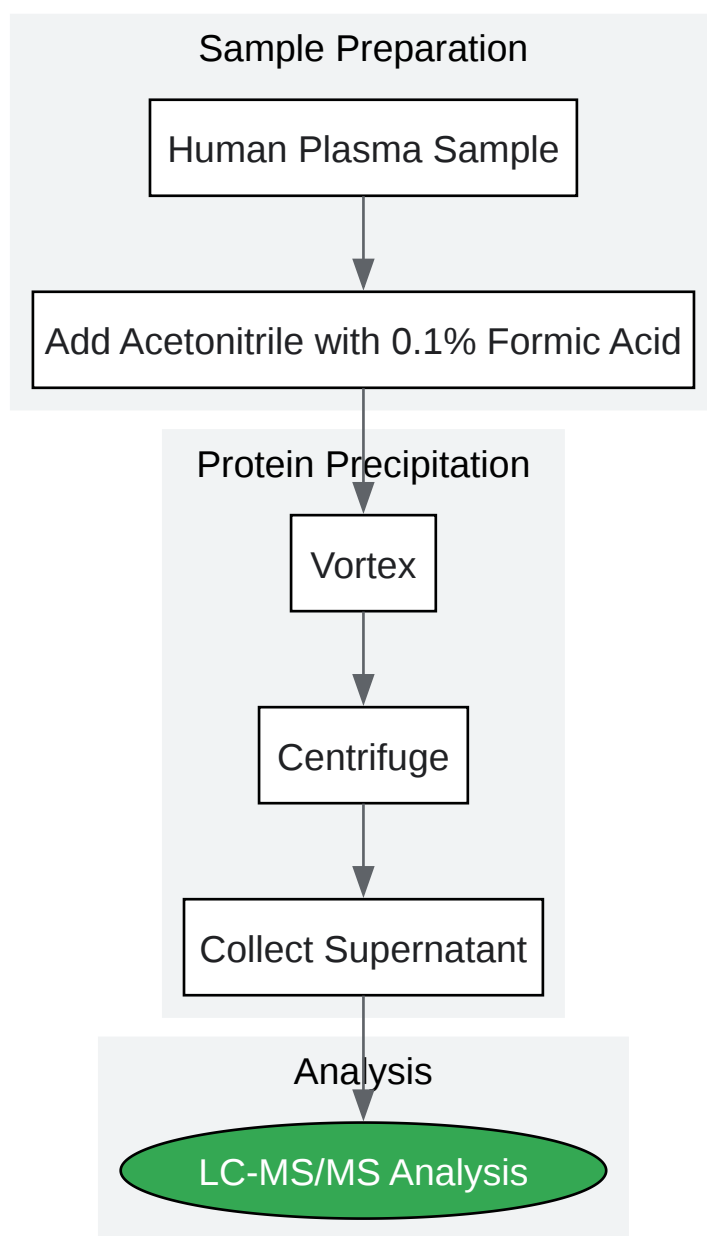 Sample Preparation
Human Plasma Sample
Add Acetonitrile with 0.1% Formic Acid
Protein Precipitation
Vortex
Centrifuge
Collect Supernatant
Analysis
LC-MS/MS Analysis